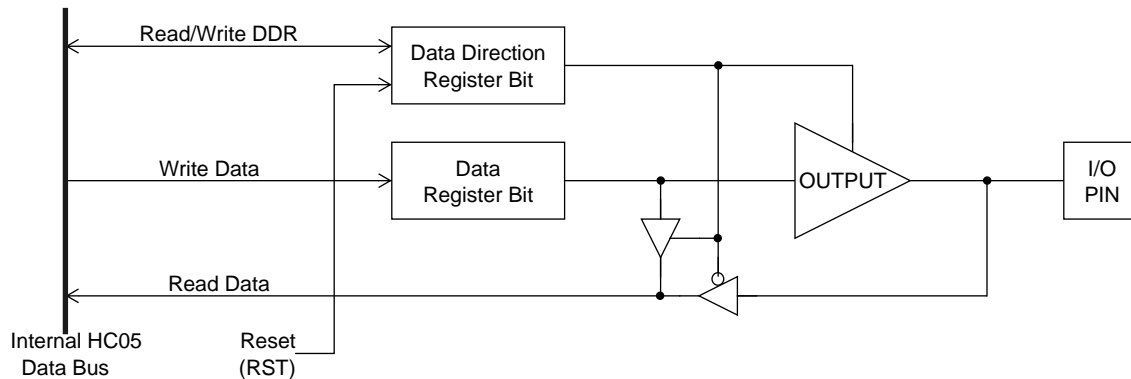 Read/Write DDR
Data Direction
Register Bit
Write Data
Data
Register Bit
OUTPUT
I/O
PIN
Read Data
Internal HC05
Data Bus
Reset
(RST)